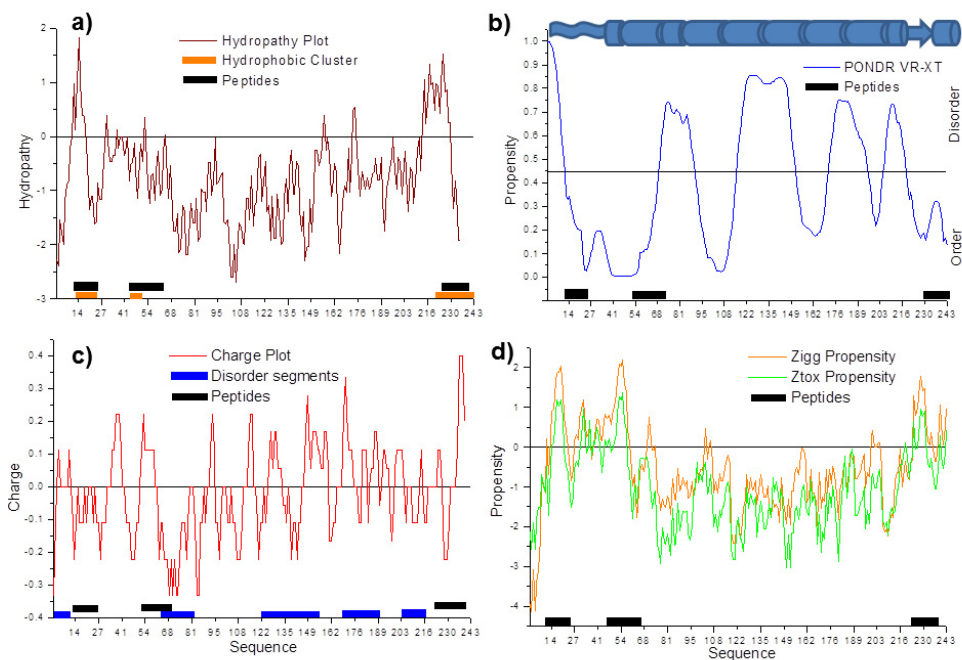 a)
Hydropathy Plot
Hydrophobic Cluster
Peptides
2
1
0
-1
-2
-3
Hydropathy
14 27 41 54 68 81 95 108 122 135 149 162 176 189 203 216 230 243
b)
PONDR VR-XT
Peptides
1.0
0.9
0.8
0.7
0.6
0.5
0.4
0.3
0.2
0.1
0.0
Propensity
Disorder
Order
14 27 41 54 68 81 95 108 122 135 149 162 176 189 203 216 230 243
c)
Charge Plot
Disorder segments
Peptides
0.4
0.3
0.2
0.1
0.0
-0.1
-0.2
-0.3
-0.4
Charge
14 27 41 54 68 81 95 108 122 135 149 162 176 189 203 216 230 243
Sequence
d)
Zigg Propensity
Ztox Propensity
Peptides
2
1
0
-1
-2
-3
-4
Propensity
14 27 41 54 68 81 95 108 122 135 149 162 176 189 203 216 230 243
Sequence